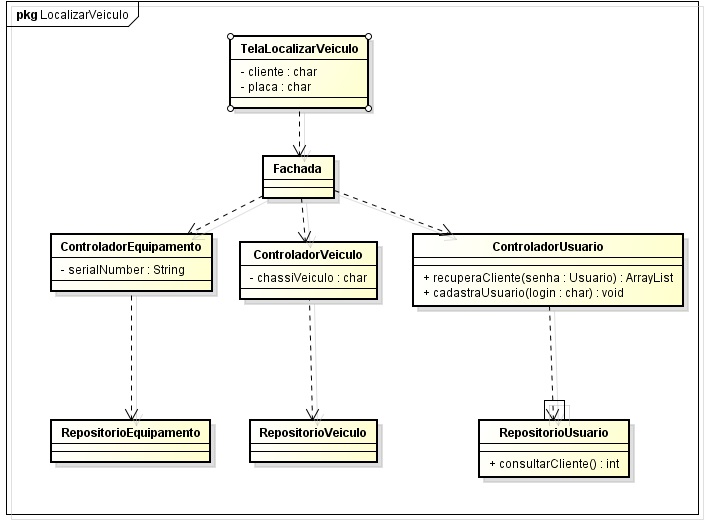 pkg LocalizarVeiculo
TelaLocalizarVeiculo
- cliente : char
- placa : char
Fachada
ControladorEquipamento
- serialNumber : String
ControladorVeiculo
- chassiVeiculo : char
ControladorUsuario
+ recuperaCliente(senha : Usuario) : ArrayList
+ cadastraUsuario(login : char) : void
RepositorioEquipamento
RepositorioVeiculo
RepositorioUsuario
+ consultarCliente() : int